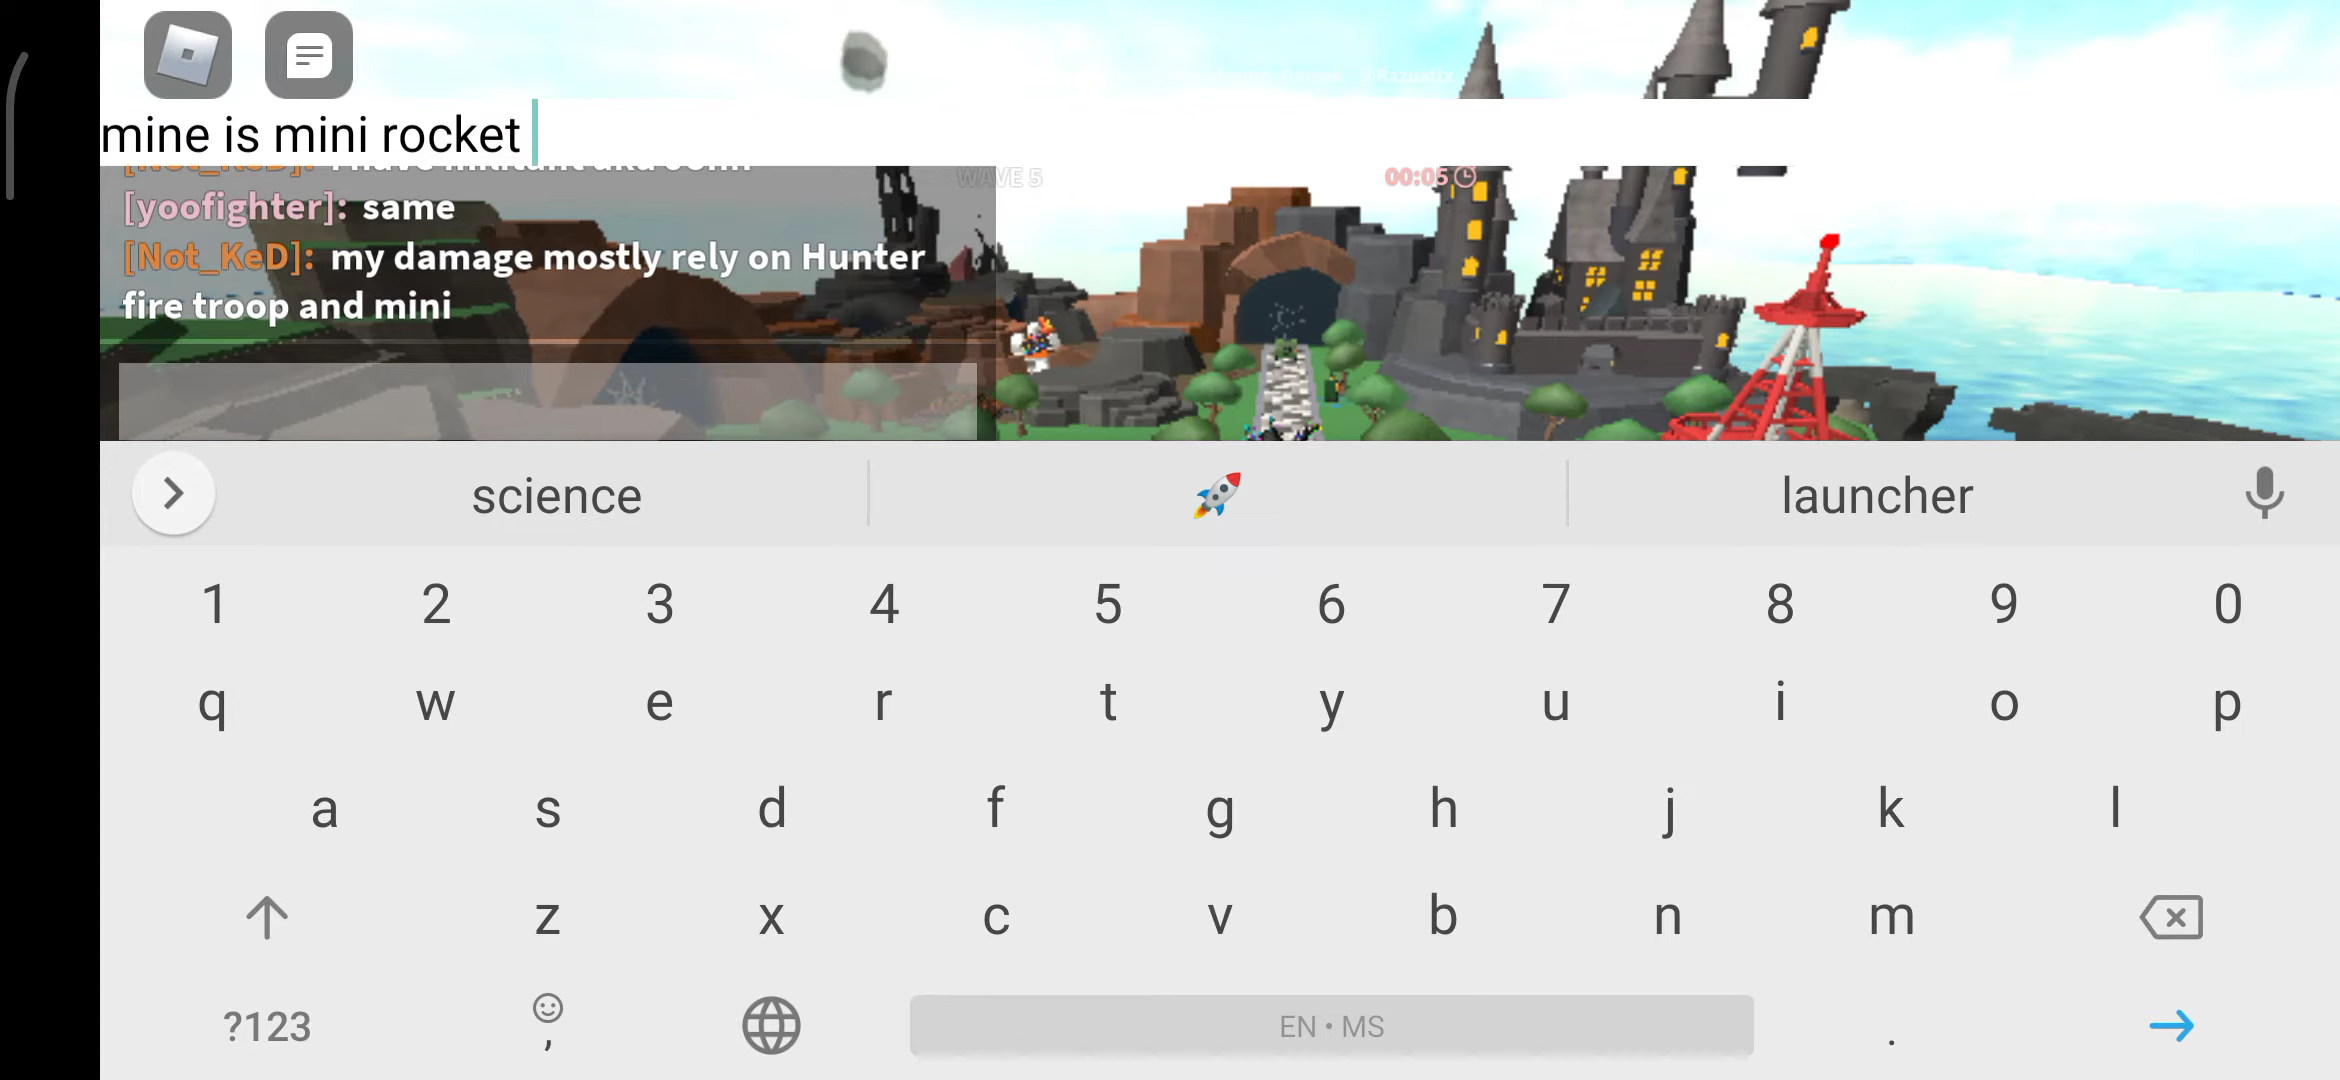 mine is mini rocket
[yoofighter]: same
[Not_KeD]: my damage mostly rely on Hunter
fire troop and mini
WAVE 5
00:05
science
launcher
1 2 3 4 5 6 7 8 9 0
q w e r t y u i o p
a s d f g h j k l
z x c v b n m
?123 , EN • MS .